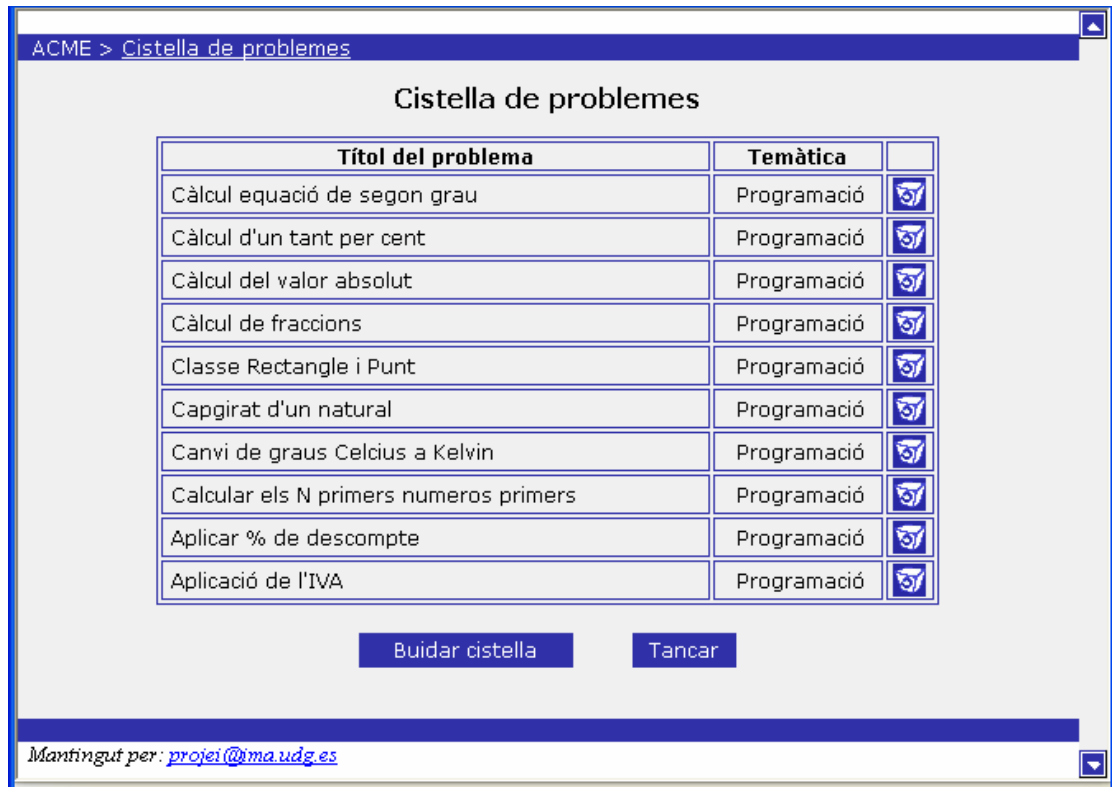 ACME > Cistella de problemes
Cistella de problemes
Títol del problema Temàtica
Càlcul equació de segon grau Programació
Càlcul d'un tant per cent Programació
Càlcul del valor absolut Programació
Càlcul de fraccions Programació
Classe Rectangle i Punt Programació
Capgirat d'un natural Programació
Canvi de graus Celcius a Kelvin Programació
Calcular els N primers numeros primers Programació
Aplicar % de descompte Programació
Aplicació de l'IVA Programació
Buidar cistella Tancar
Mantingut per: projei@ima.udg.es